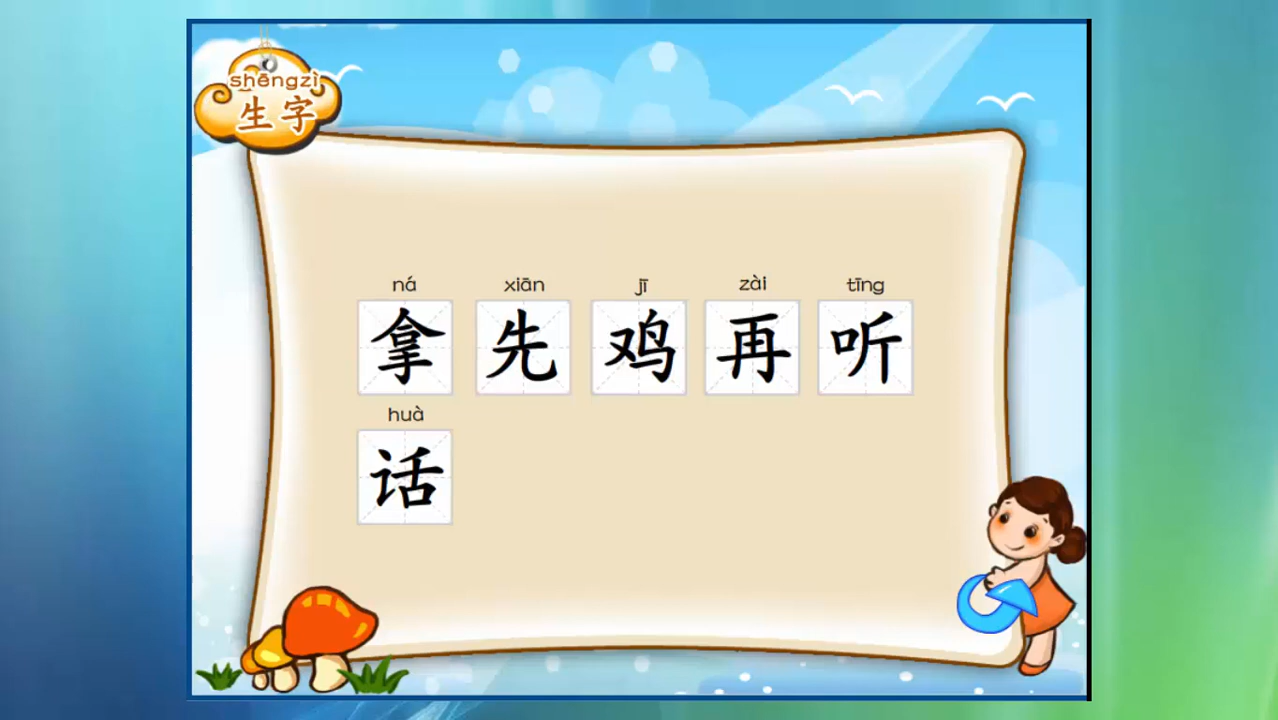 shēngzì
生字
ná xiān jī zài tīng
拿 先 鸡 再 听
huà
话